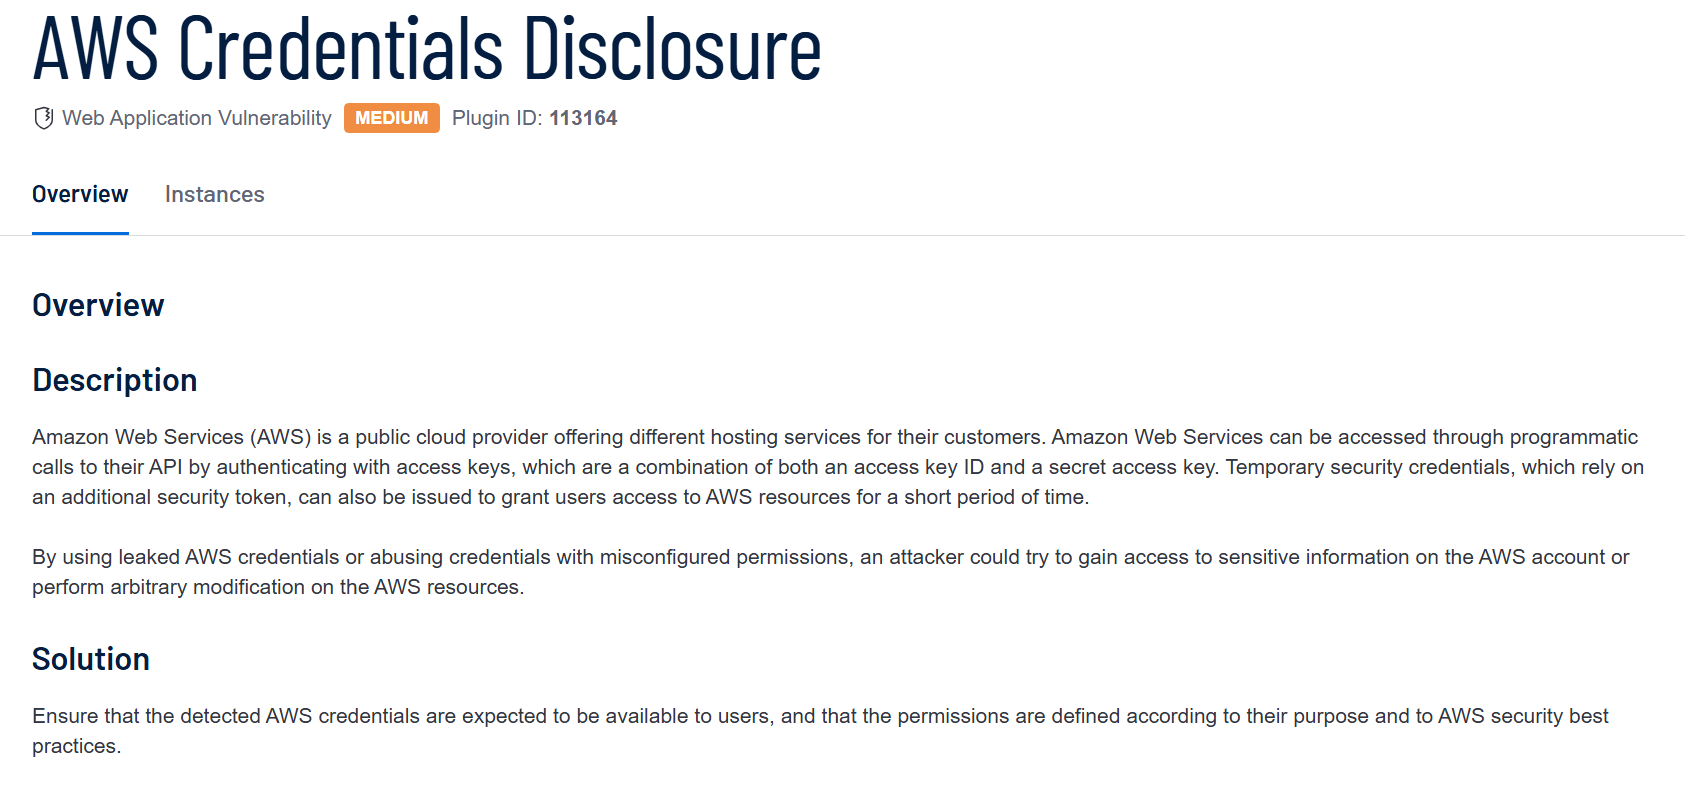 AWS Credentials Disclosure
Web Application Vulnerability MEDIUM Plugin ID: 113164
Overview Instances
Overview
Description
Amazon Web Services (AWS) is a public cloud provider offering different hosting services for their customers. Amazon Web Services can be accessed through programmatic
calls to their API by authenticating with access keys, which are a combination of both an access key ID and a secret access key. Temporary security credentials, which rely on
an additional security token, can also be issued to grant users access to AWS resources for a short period of time.
By using leaked AWS credentials or abusing credentials with misconfigured permissions, an attacker could try to gain access to sensitive information on the AWS account or
perform arbitrary modification on the AWS resources.
Solution
Ensure that the detected AWS credentials are expected to be available to users, and that the permissions are defined according to their purpose and to AWS security best
practices.